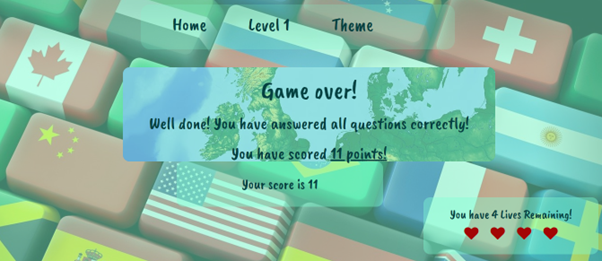 Home Level 1 Theme
Game over!
Well done! You have answered all questions correctly!
You have scored 11 points!
Your score is 11
You have 4 Lives Remaining!